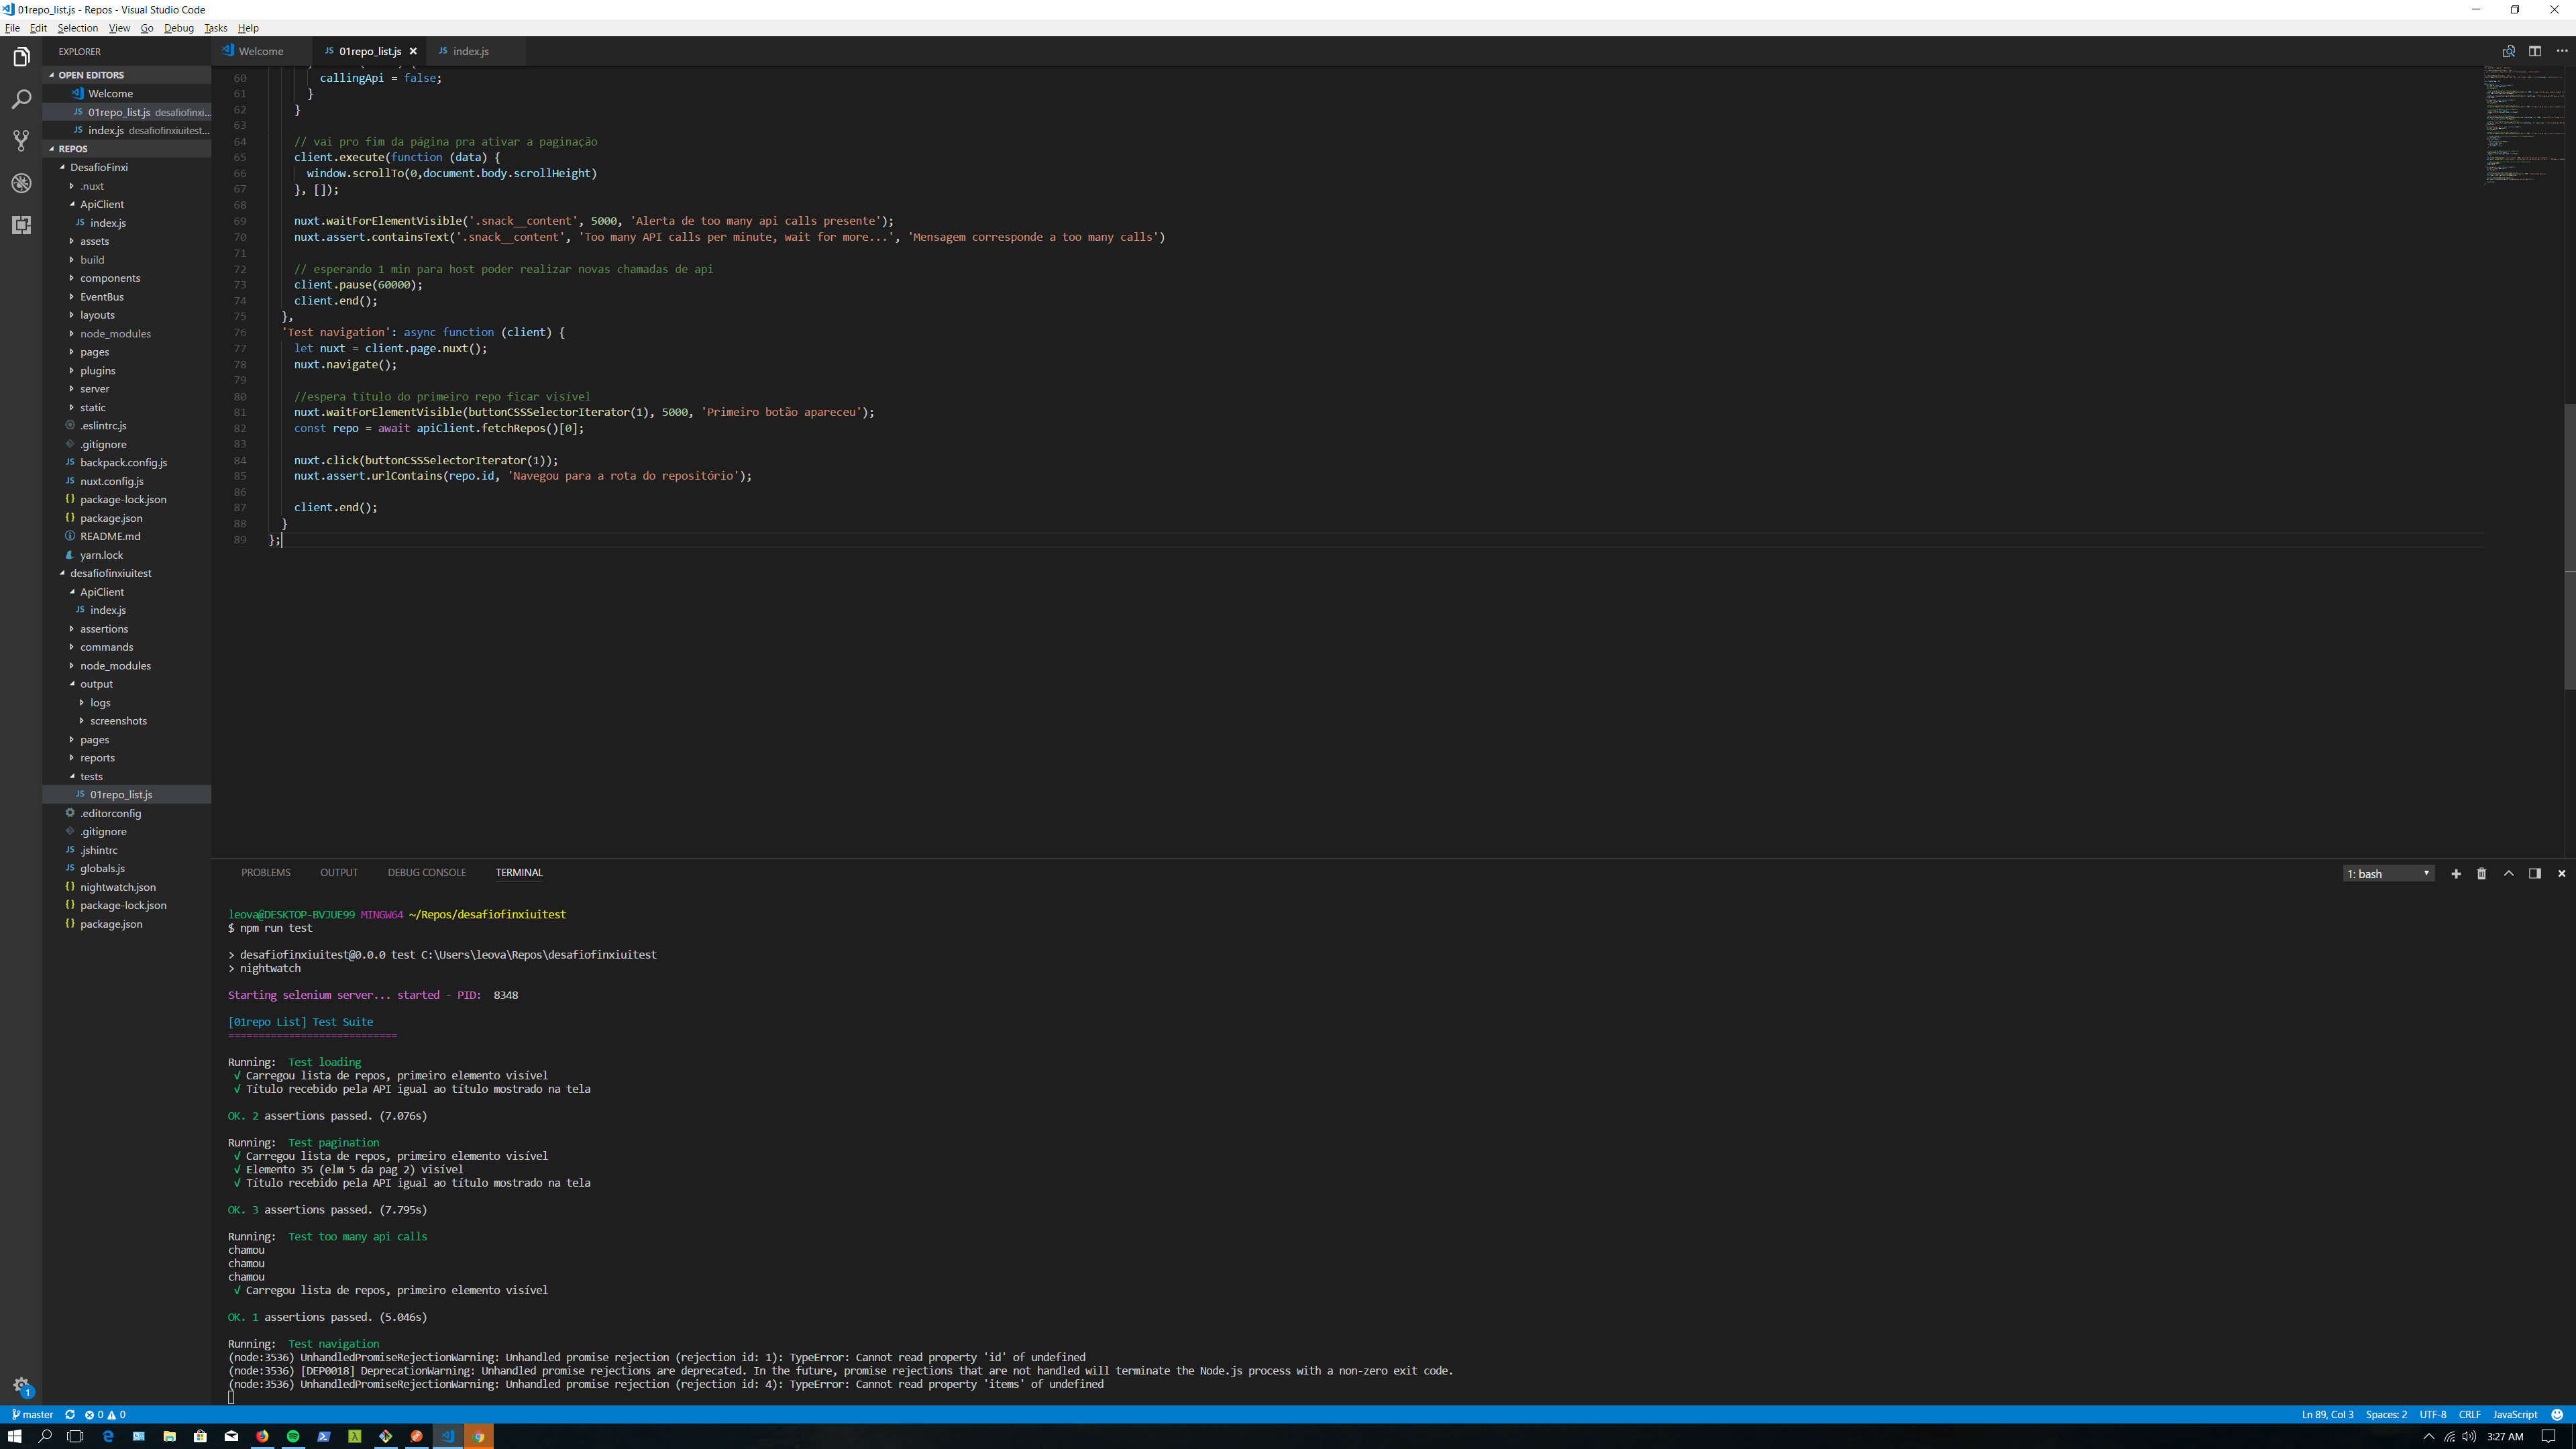 01repo_list.js - Repos - Visual Studio Code
File Edit Selection View Go Debug Tasks Help
EXPLORER
OPEN EDITORS
Welcome
01repo_list.js desafiofinxi...
index.js desafiofinxiuitest...
REPOS
DesafioFinxi
.nuxt
ApiClient
JS index.js
assets
build
components
EventBus
layouts
node_modules
pages
plugins
server
static
.eslintrc.js
.gitignore
JS backpack.config.js
JS nuxt.config.js
{} package-lock.json
{} package.json
README.md
yarn.lock
desafiofinxiuitest
ApiClient
JS index.js
assertions
commands
node_modules
output
logs
screenshots
pages
reports
tests
JS 01repo_list.js
.editorconfig
.gitignore
JS .jshintrc
JS globals.js
{} nightwatch.json
{} package-lock.json
{} package.json
1
Welcome JS 01repo_list.js JS index.js
60 callingApi = false;
61 }
62 }
63
64 // vai pro fim da página pra ativar a paginação
65 client.execute(function (data) {
66 window.scrollTo(0,document.body.scrollHeight)
67 }, []);
68
69 nuxt.waitForElementVisible('.snack__content', 5000, 'Alerta de too many api calls presente');
70 nuxt.assert.containsText('.snack__content', 'Too many API calls per minute, wait for more...', 'Mensagem corresponde a too many calls')
71
72 // esperando 1 min para host poder realizar novas chamadas de api
73 client.pause(60000);
74 client.end();
75 },
76 'Test navigation': async function (client) {
77 let nuxt = client.page.nuxt();
78 nuxt.navigate();
79
80 //espera título do primeiro repo ficar visível
81 nuxt.waitForElementVisible(buttonCSSSelectorIterator(1), 5000, 'Primeiro botão apareceu');
82 const repo = await apiClient.fetchRepos()[0];
83
84 nuxt.click(buttonCSSSelectorIterator(1));
85 nuxt.assert.urlContains(repo.id, 'Navegou para a rota do repositório');
86
87 client.end();
88 }
89 };
PROBLEMS OUTPUT DEBUG CONSOLE TERMINAL
1: bash
leova@DESKTOP-BVJUE99 MINGW64 ~/Repos/desafiofinxiuitest
$ npm run test
> desafiofinxiuitest@0.0.0 test C:\Users\leova\Repos\desafiofinxiuitest
> nightwatch
Starting selenium server... started - PID: 8348
[01repo List] Test Suite
============================
Running: Test loading
√ Carregou lista de repos, primeiro elemento visível
√ Título recebido pela API igual ao título mostrado na tela
OK. 2 assertions passed. (7.076s)
Running: Test pagination
√ Carregou lista de repos, primeiro elemento visível
√ Elemento 35 (elm 5 da pag 2) visível
√ Título recebido pela API igual ao título mostrado na tela
OK. 3 assertions passed. (7.795s)
Running: Test too many api calls
chamou
chamou
chamou
√ Carregou lista de repos, primeiro elemento visível
OK. 1 assertions passed. (5.046s)
Running: Test navigation
(node:3536) UnhandledPromiseRejectionWarning: Unhandled promise rejection (rejection id: 1): TypeError: Cannot read property 'id' of undefined
(node:3536) [DEP0018] DeprecationWarning: Unhandled promise rejections are deprecated. In the future, promise rejections that are not handled will terminate the Node.js process with a non-zero exit code.
(node:3536) UnhandledPromiseRejectionWarning: Unhandled promise rejection (rejection id: 4): TypeError: Cannot read property 'items' of undefined
master 0 0
Ln 89, Col 3 Spaces: 2 UTF-8 CRLF JavaScript
3:27 AM